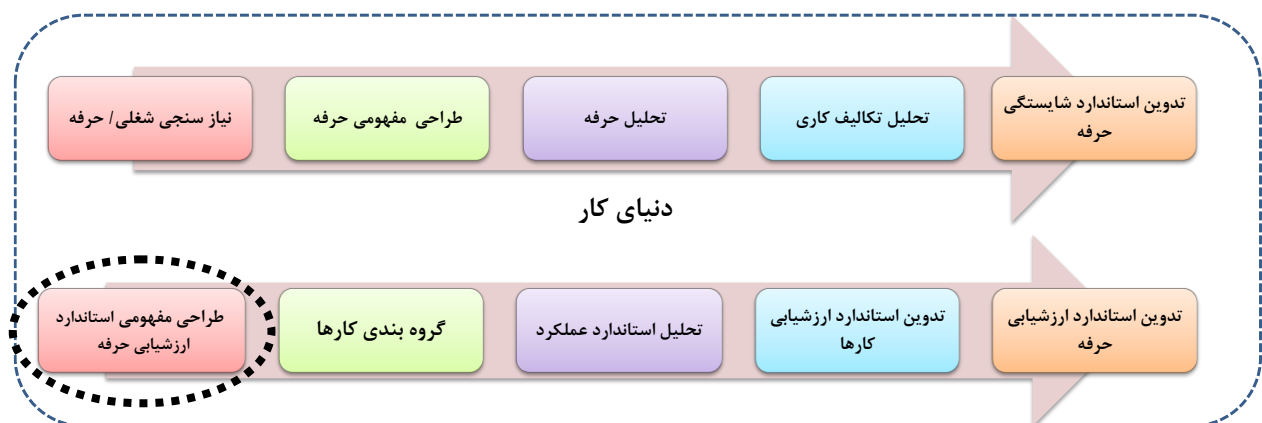 نیاز سنجی شغلی/ حرفه
طراحی مفهومی حرفه
تحلیل حرفه
تحلیل تکالیف کاری
تدوین استاندارد شایستگی
حرفه
دنیای کار
طراحی مفهومی استاندارد
ارزشیابی حرفه
گروه بندی کارها
تحلیل استاندارد عملکرد
تدوین استاندارد ارزشیابی
کارها
تدوین استاندارد ارزشیابی
حرفه